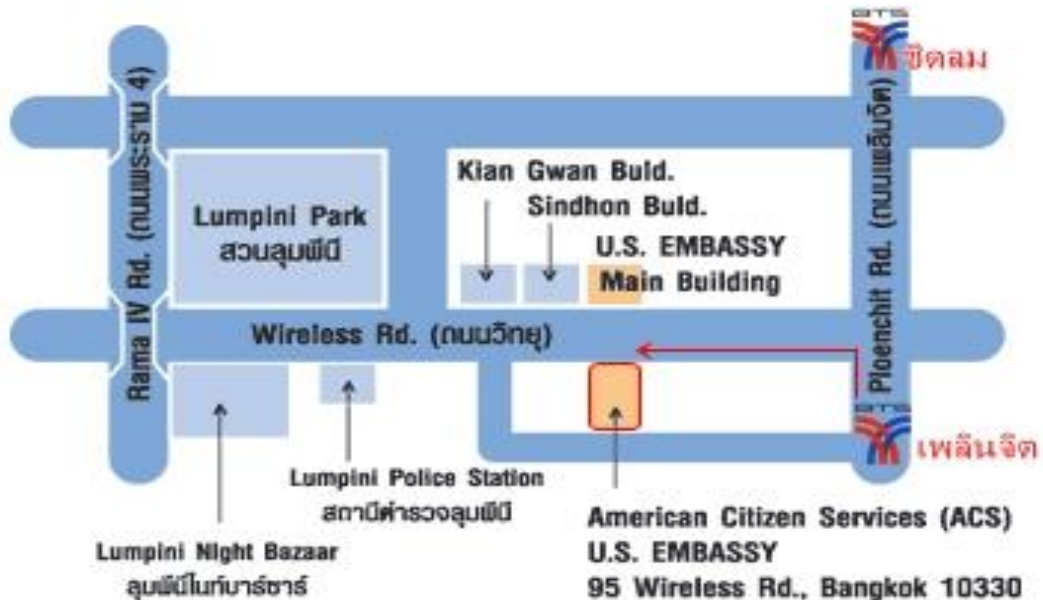 BTS
ชิดลม
Rama IV Rd. (ถนนพระราม 4)
Ploenchit Rd. (ถนนเพลินจิต)
Kian Gwan Buld.
Sindhon Buld.
Lumpini Park
สวนลุมพินี
U.S. EMBASSY
Main Building
Wireless Rd. (ถนนวิทยุ)
BTS
เพลินจิต
Lumpini Police Station
สถานีตำรวจลุมพินี
American Citizen Services (ACS)
U.S. EMBASSY
95 Wireless Rd., Bangkok 10330
Lumpini Night Bazaar
ลุมพินีไนท์บาร์ซาร์